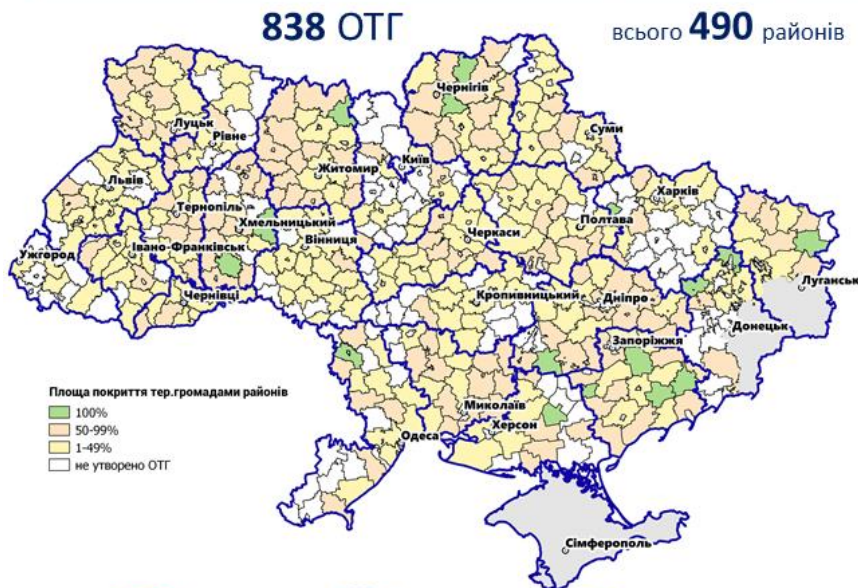 838 ОТГ
всього 490 районів
Чернігів
Луцьк
Рівне
Суми
Київ
Житомир
Львів
Харків
Тернопіль
Хмельницький
Полтава
Черкаси
Вінниця
Ужгород
Івано-Франківськ
Луганськ
Чернівці
Кропивницький
Дніпро
Донецьк
Запоріжжя
Площа покриття тер.громадами районів
100%
50-99%
1-49%
не утворено ОТГ
Миколаїв
Херсон
Одеса
Сімферополь